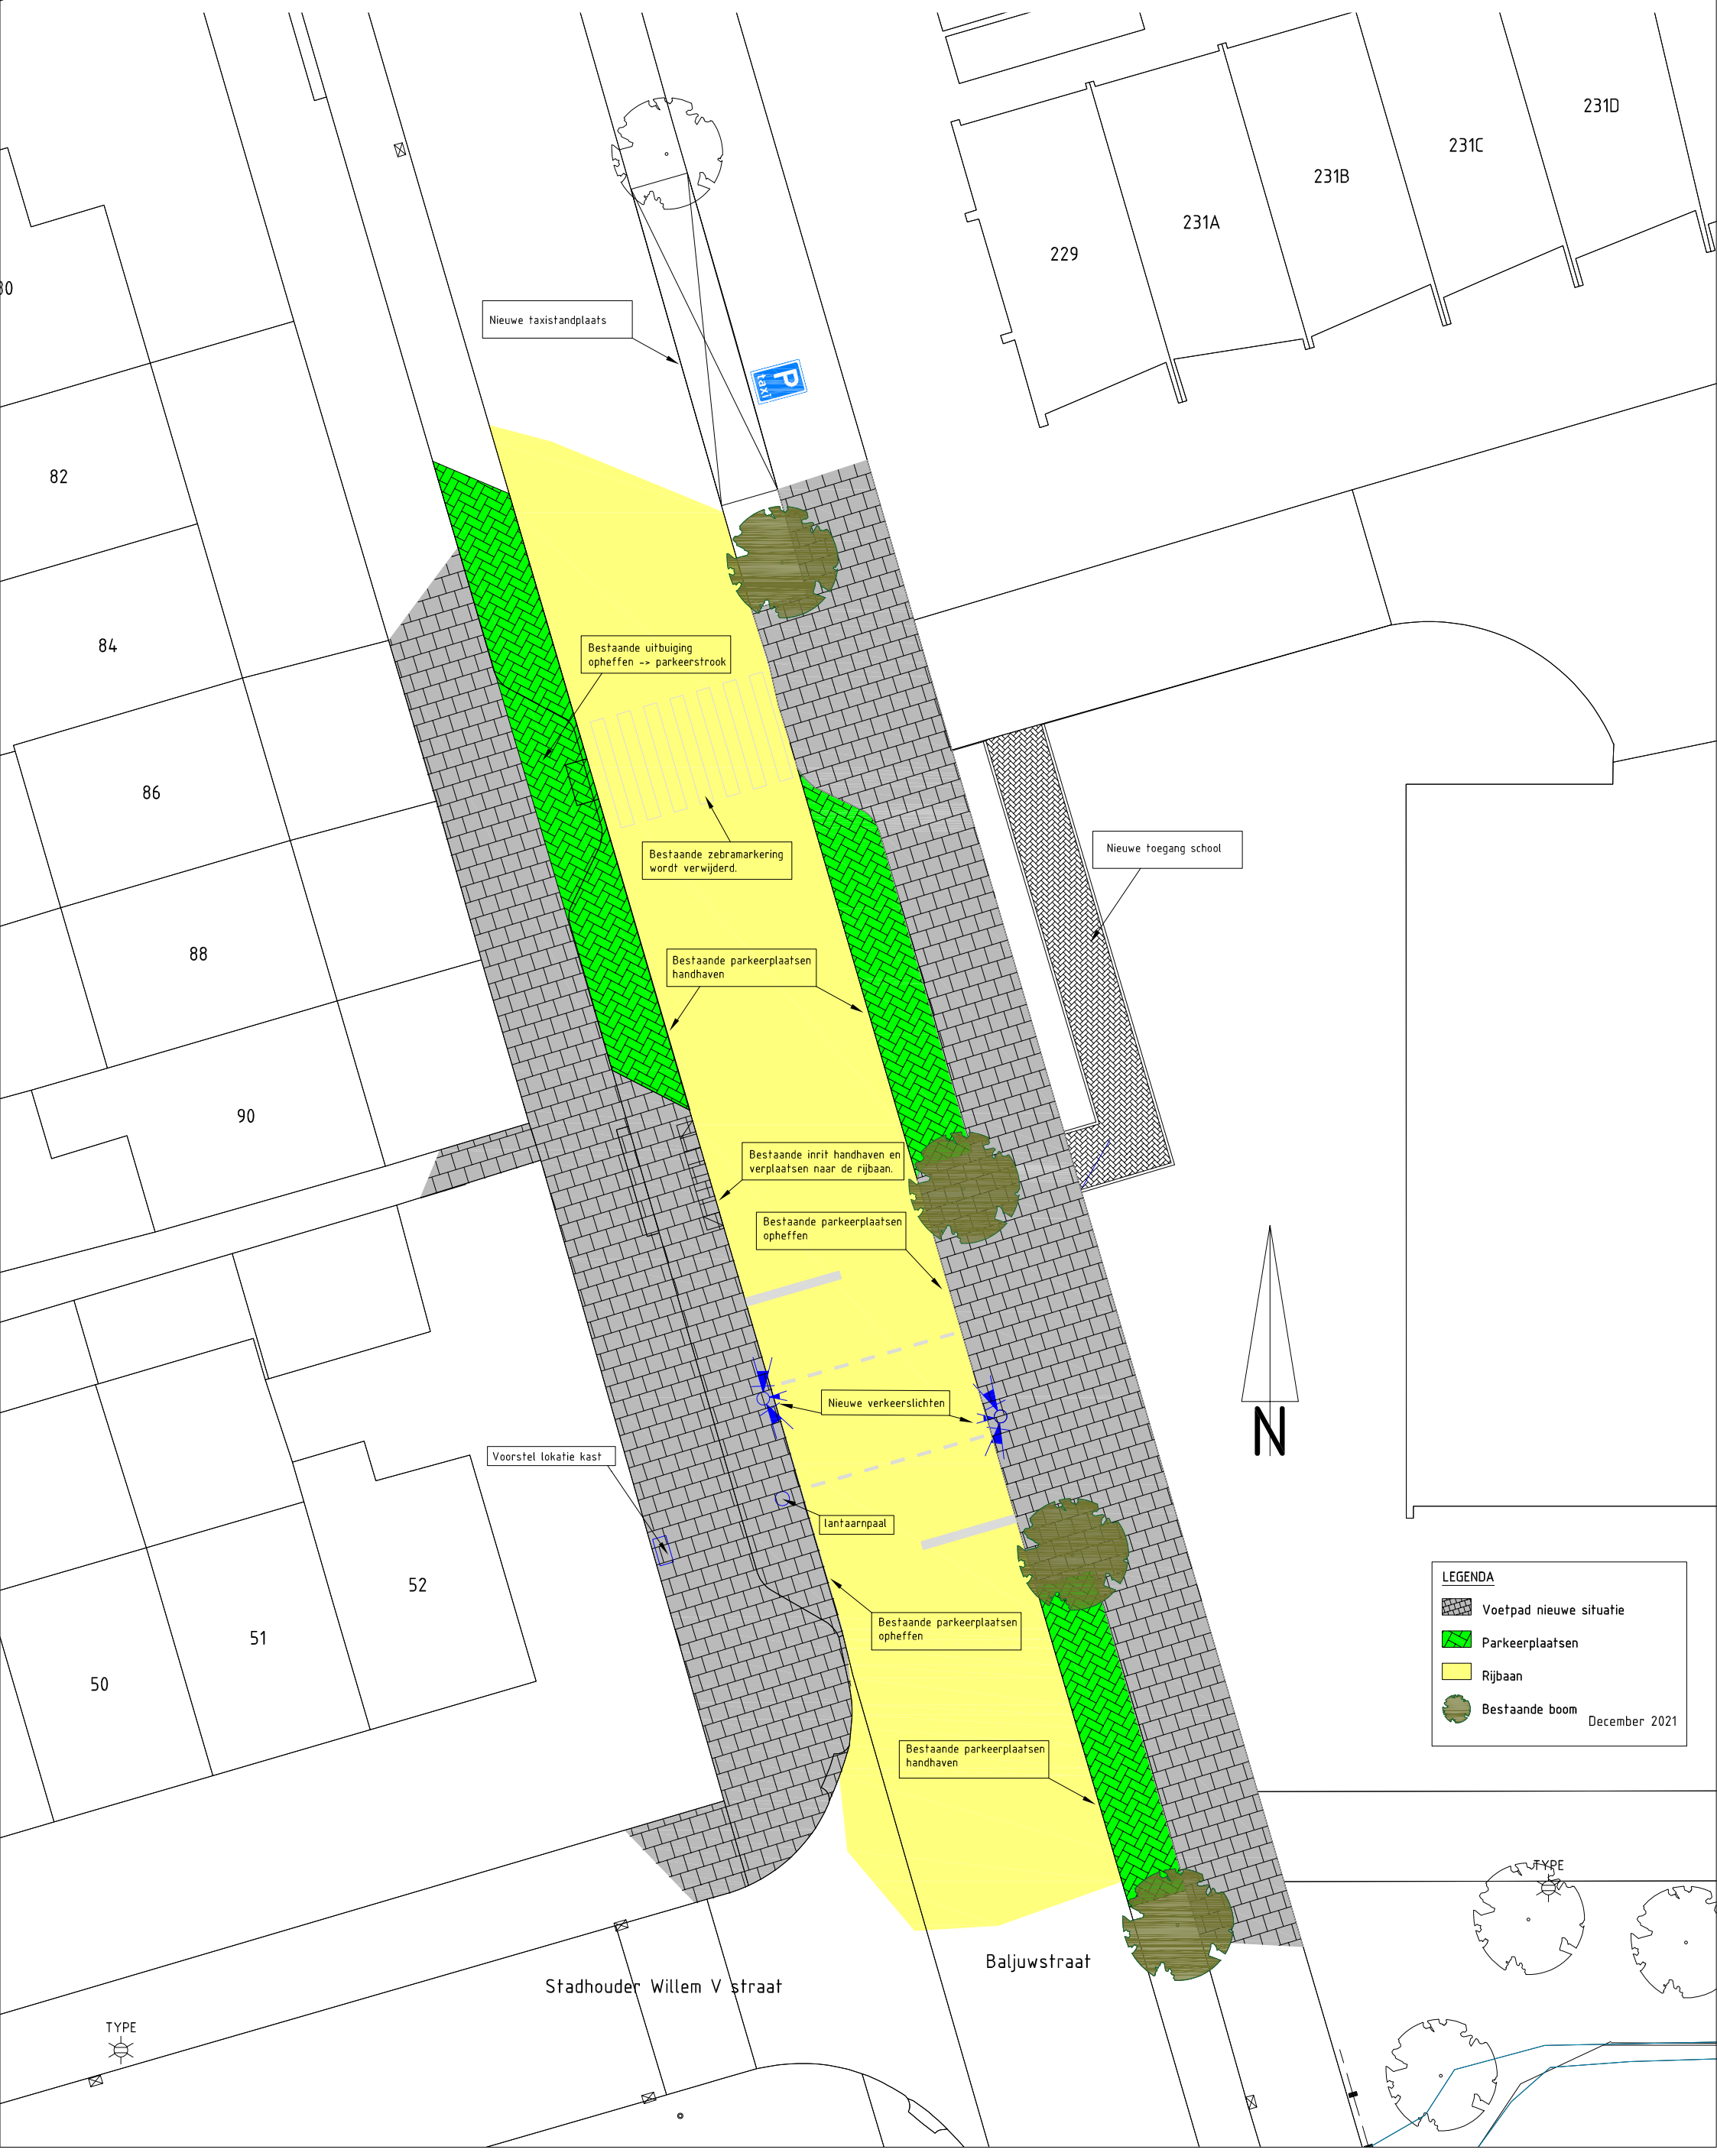 231D
231C
231B
231A
229
Nieuwe taxistandplaats
P
taxi
82
84
86
88
90
Bestaande uitbuiging
opheffen -> parkeerstrook
Bestaande zebramarkering
wordt verwijderd.
Nieuwe toegang school
Bestaande parkeerplaatsen
handhaven
Bestaande inrit handhaven en
verplaatsen naar de rijbaan.
Bestaande parkeerplaatsen
opheffen
Nieuwe verkeerslichten
N
Voorstel lokatie kast
lantaarnpaal
52
51
50
Bestaande parkeerplaatsen
opheffen
Bestaande parkeerplaatsen
handhaven
LEGENDA
Voetpad nieuwe situatie
Parkeerplaatsen
Rijbaan
Bestaande boom
December 2021
TYPE
Baljuwstraat
Stadhouder Willem V straat
TYPE